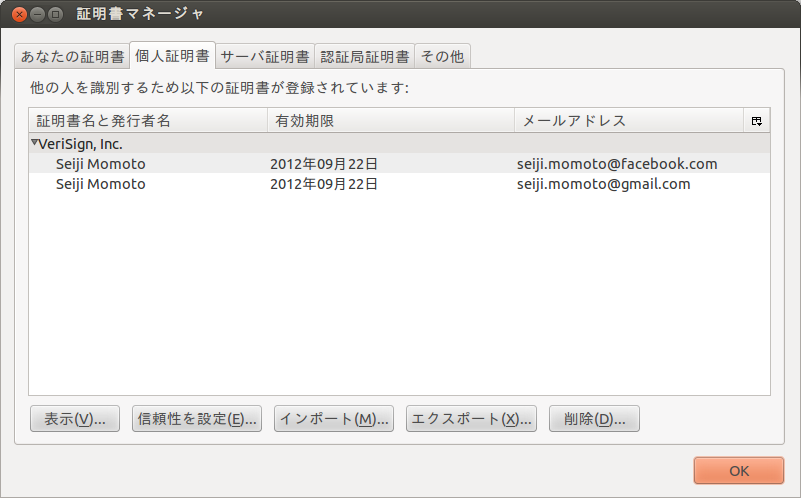 証明書マネージャ
あなたの証明書 個人証明書 サーバ証明書 認証局証明書 その他
他の人を識別するため以下の証明書が登録されています:
証明書名と発行者名 有効期限 メールアドレス
VeriSign, Inc.
Seiji Momoto 2012年09月22日 seiji.momoto@facebook.com
Seiji Momoto 2012年09月22日 seiji.momoto@gmail.com
表示(V)... 信頼性を設定(E)... インポート(M)... エクスポート(X)... 削除(D)...
OK